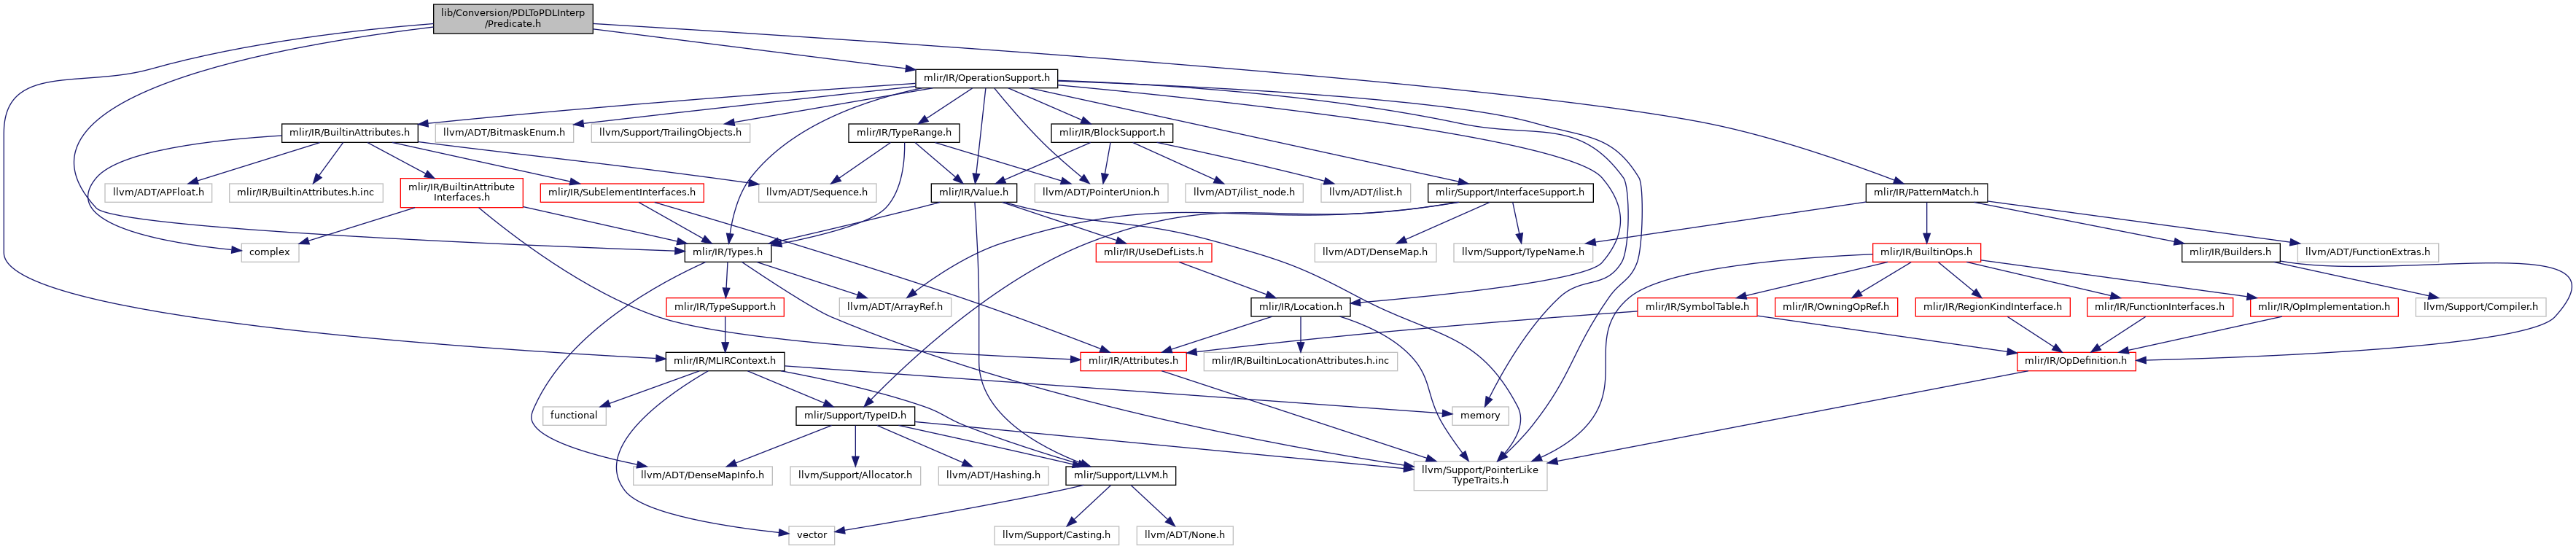 lib/Conversion/PDLToPDLInterp
/Predicate.h
mlir/IR/OperationSupport.h
mlir/IR/BuiltinAttributes.h
llvm/ADT/BitmaskEnum.h
llvm/Support/TrailingObjects.h
mlir/IR/TypeRange.h
mlir/IR/BlockSupport.h
llvm/ADT/APFloat.h
mlir/IR/BuiltinAttributes.h.inc
mlir/IR/BuiltinAttribute
Interfaces.h
mlir/IR/SubElementInterfaces.h
llvm/ADT/Sequence.h
mlir/IR/Value.h
llvm/ADT/PointerUnion.h
llvm/ADT/ilist_node.h
llvm/ADT/ilist.h
mlir/Support/InterfaceSupport.h
mlir/IR/PatternMatch.h
complex
mlir/IR/Types.h
mlir/IR/UseDefLists.h
llvm/ADT/DenseMap.h
llvm/Support/TypeName.h
mlir/IR/BuiltinOps.h
mlir/IR/Builders.h
llvm/ADT/FunctionExtras.h
mlir/IR/TypeSupport.h
llvm/ADT/ArrayRef.h
mlir/IR/Location.h
mlir/IR/SymbolTable.h
mlir/IR/OwningOpRef.h
mlir/IR/RegionKindInterface.h
mlir/IR/FunctionInterfaces.h
mlir/IR/OpImplementation.h
llvm/Support/Compiler.h
mlir/IR/MLIRContext.h
mlir/IR/Attributes.h
mlir/IR/BuiltinLocationAttributes.h.inc
mlir/IR/OpDefinition.h
functional
mlir/Support/TypeID.h
memory
llvm/ADT/DenseMapInfo.h
llvm/Support/Allocator.h
llvm/ADT/Hashing.h
mlir/Support/LLVM.h
llvm/Support/PointerLike
TypeTraits.h
vector
llvm/Support/Casting.h
llvm/ADT/None.h